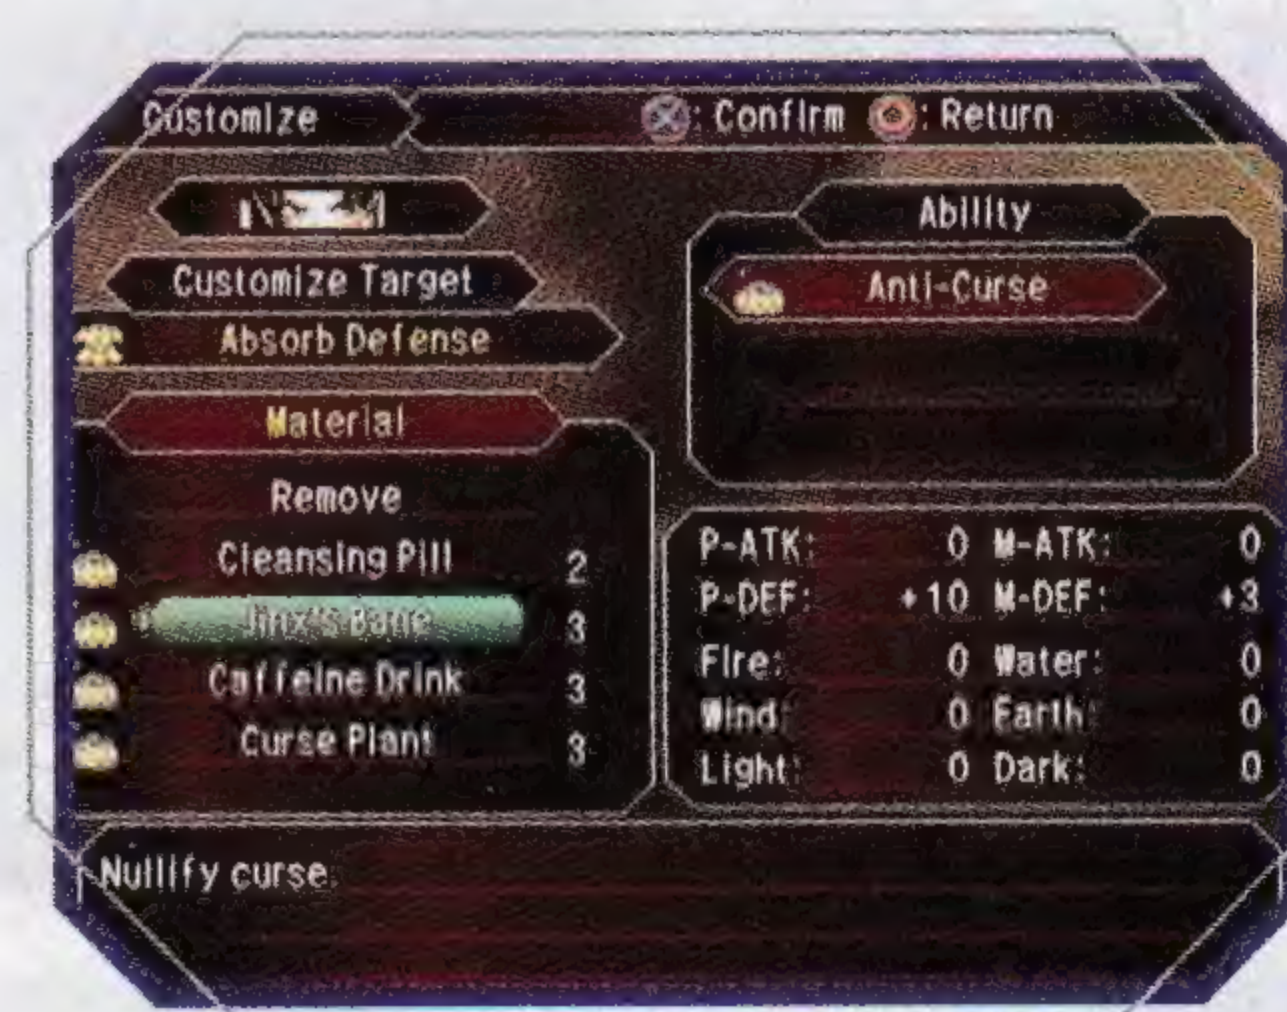 Customize
: Confirm
: Return
Customize Target
Absorb Defense
Material
Remove
Cleansing Pill 2
Jinx's Bane 3
Caffeine Drink 3
Curse Plant 3
Ability
Anti-Curse
P-ATK: 0 M-ATK: 0
P-DEF: +10 M-DEF: +3
Fire: 0 Water: 0
Wind: 0 Earth: 0
Light: 0 Dark: 0
Nullify curse.